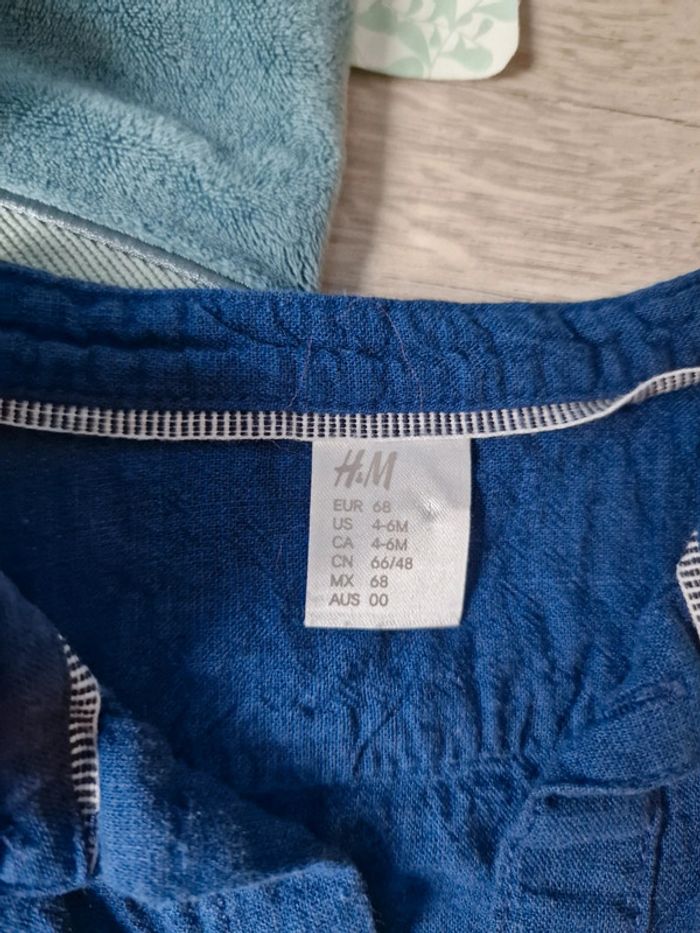 H&M
EUR 68
US 4-6M
CA 4-6M
CN 66/48
MX 68
AUS 00